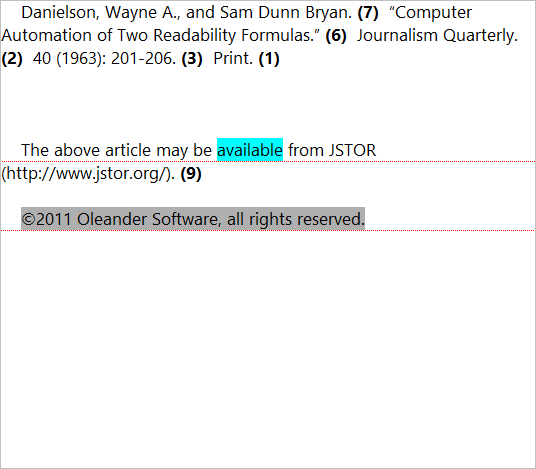 Danielson, Wayne A., and Sam Dunn Bryan. (7) “Computer
Automation of Two Readability Formulas.” (6) Journalism Quarterly.
(2) 40 (1963): 201-206. (3) Print. (1)
The above article may be available from JSTOR
(http://www.jstor.org/). (9)
©2011 Oleander Software, all rights reserved.